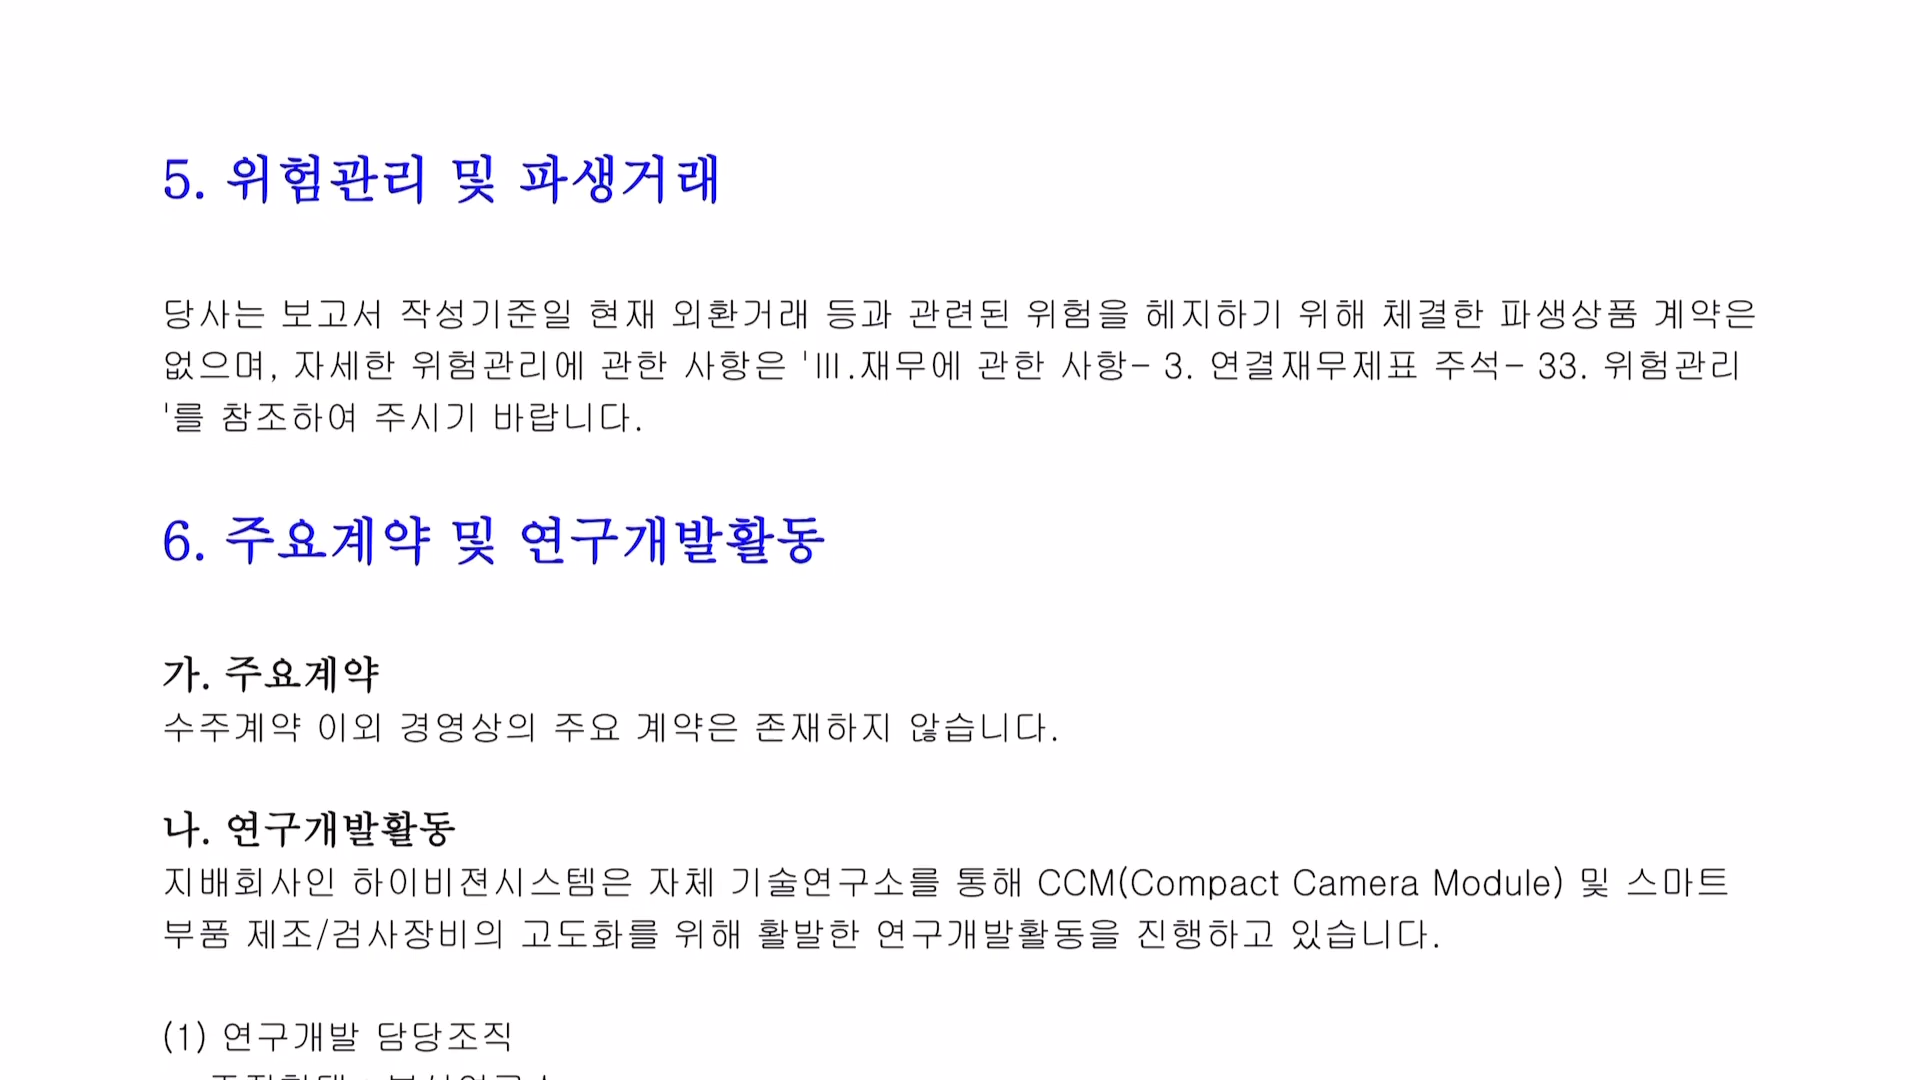 5. 위험관리 및 파생거래
당사는 보고서 작성기준일 현재 외환거래 등과 관련된 위험을 헤지하기 위해 체결한 파생상품 계약은
없으며, 자세한 위험관리에 관한 사항은 'Ⅲ.재무에 관한 사항- 3. 연결재무제표 주석- 33. 위험관리
'를 참조하여 주시기 바랍니다.
6. 주요계약 및 연구개발활동
가. 주요계약
수주계약 이외 경영상의 주요 계약은 존재하지 않습니다.
나. 연구개발활동
지배회사인 하이비젼시스템은 자체 기술연구소를 통해 CCM(Compact Camera Module) 및 스마트
부품 제조/검사장비의 고도화를 위해 활발한 연구개발활동을 진행하고 있습니다.
(1) 연구개발 담당조직